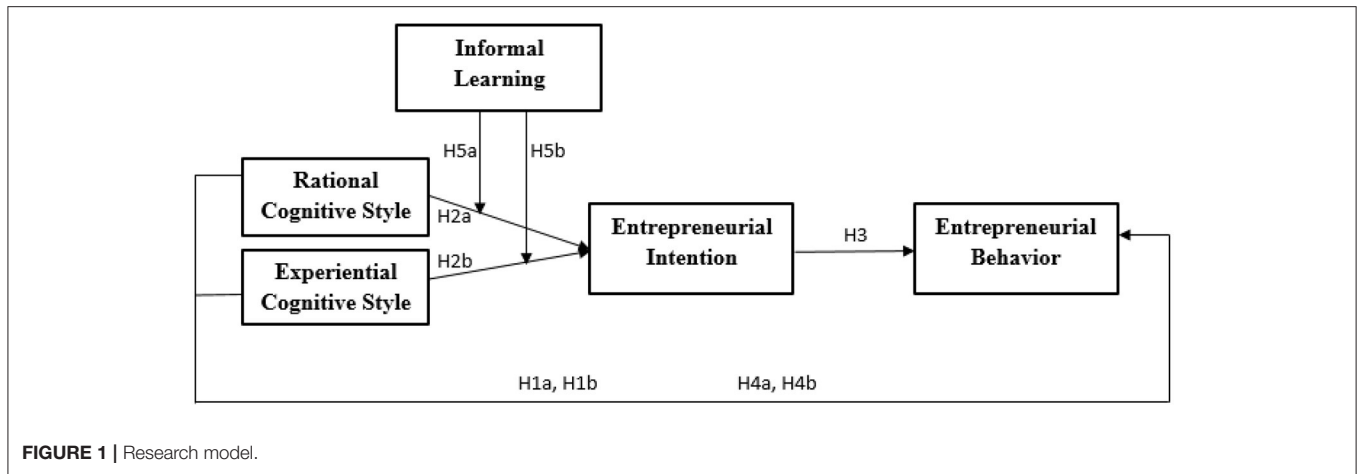 Informal
Learning
H5a
H5b
Rational
Cognitive Style
H2a
Experiential
Cognitive Style
H2b
Entrepreneurial
Intention
H3
Entrepreneurial
Behavior
H1a, H1b
H4a, H4b
FIGURE 1 | Research model.